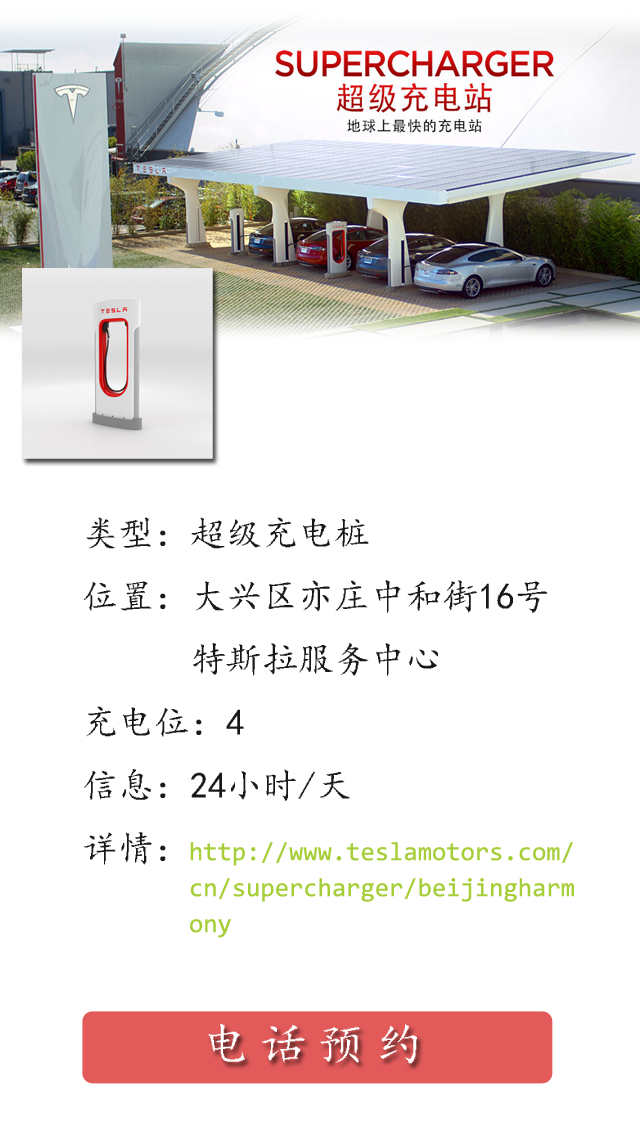 SUPERCHARGER
超级充电站
地球上最快的充电站
TESLA
TESLA
类型：超级充电桩
位置：大兴区亦庄中和街16号
特斯拉服务中心
充电位：4
信息：24小时/天
详情：http://www.teslamotors.com/
cn/supercharger/beijingharm
ony
电话预约